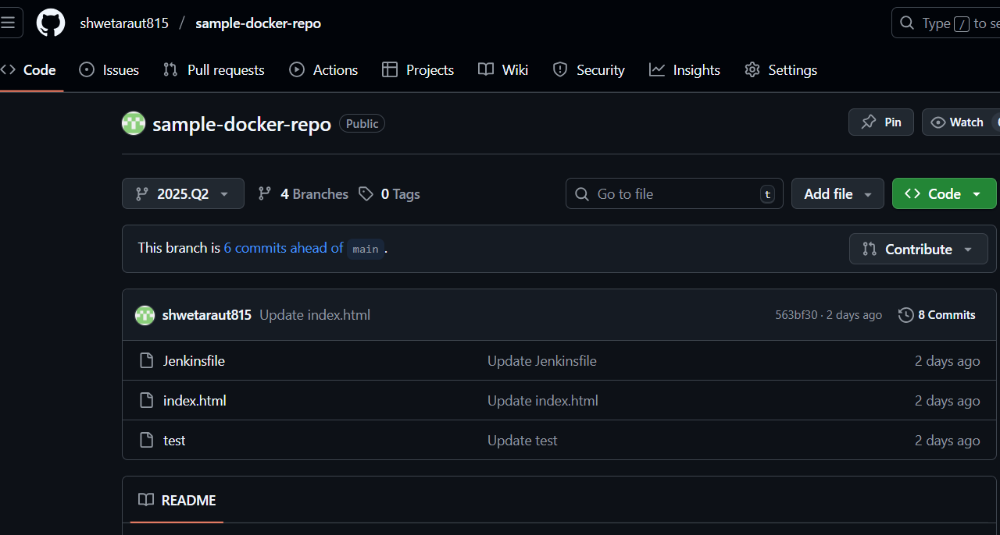 shwetaraut815 / sample-docker-repo
Type / to se
Code Issues Pull requests Actions Projects Wiki Security Insights Settings
sample-docker-repo Public
Pin Watch
2025.Q2 4 Branches 0 Tags
Go to file t Add file Code
This branch is 6 commits ahead of main .
Contribute
shwetaraut815 Update index.html 563bf30 · 2 days ago 8 Commits
Jenkinsfile Update Jenkinsfile 2 days ago
index.html Update index.html 2 days ago
test Update test 2 days ago
README